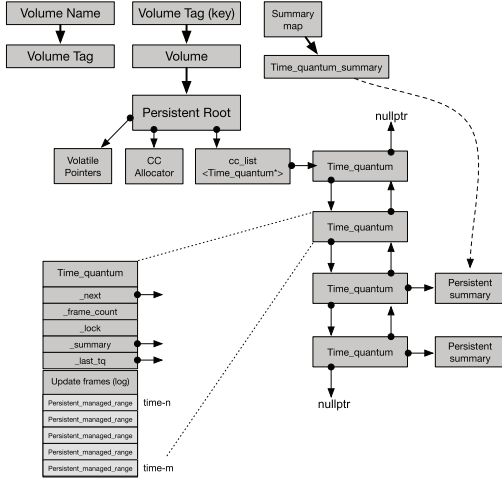 Volume Name
Volume Tag (key)
Summary
map
Volume Tag
Volume
Time_quantum_summary
Persistent Root
nullptr
Volatile
Pointers
CC
Allocator
cc_list
<Time_quantum*>
Time_quantum
Time_quantum
Time_quantum
Persistent
summary
Time_quantum
Persistent
summary
nullptr
Time_quantum
_next
_frame_count
_lock
_summary
_last_tq
Update frames (log)
Persistent_managed_range
time-n
Persistent_managed_range
Persistent_managed_range
Persistent_managed_range
Persistent_managed_range
time-m